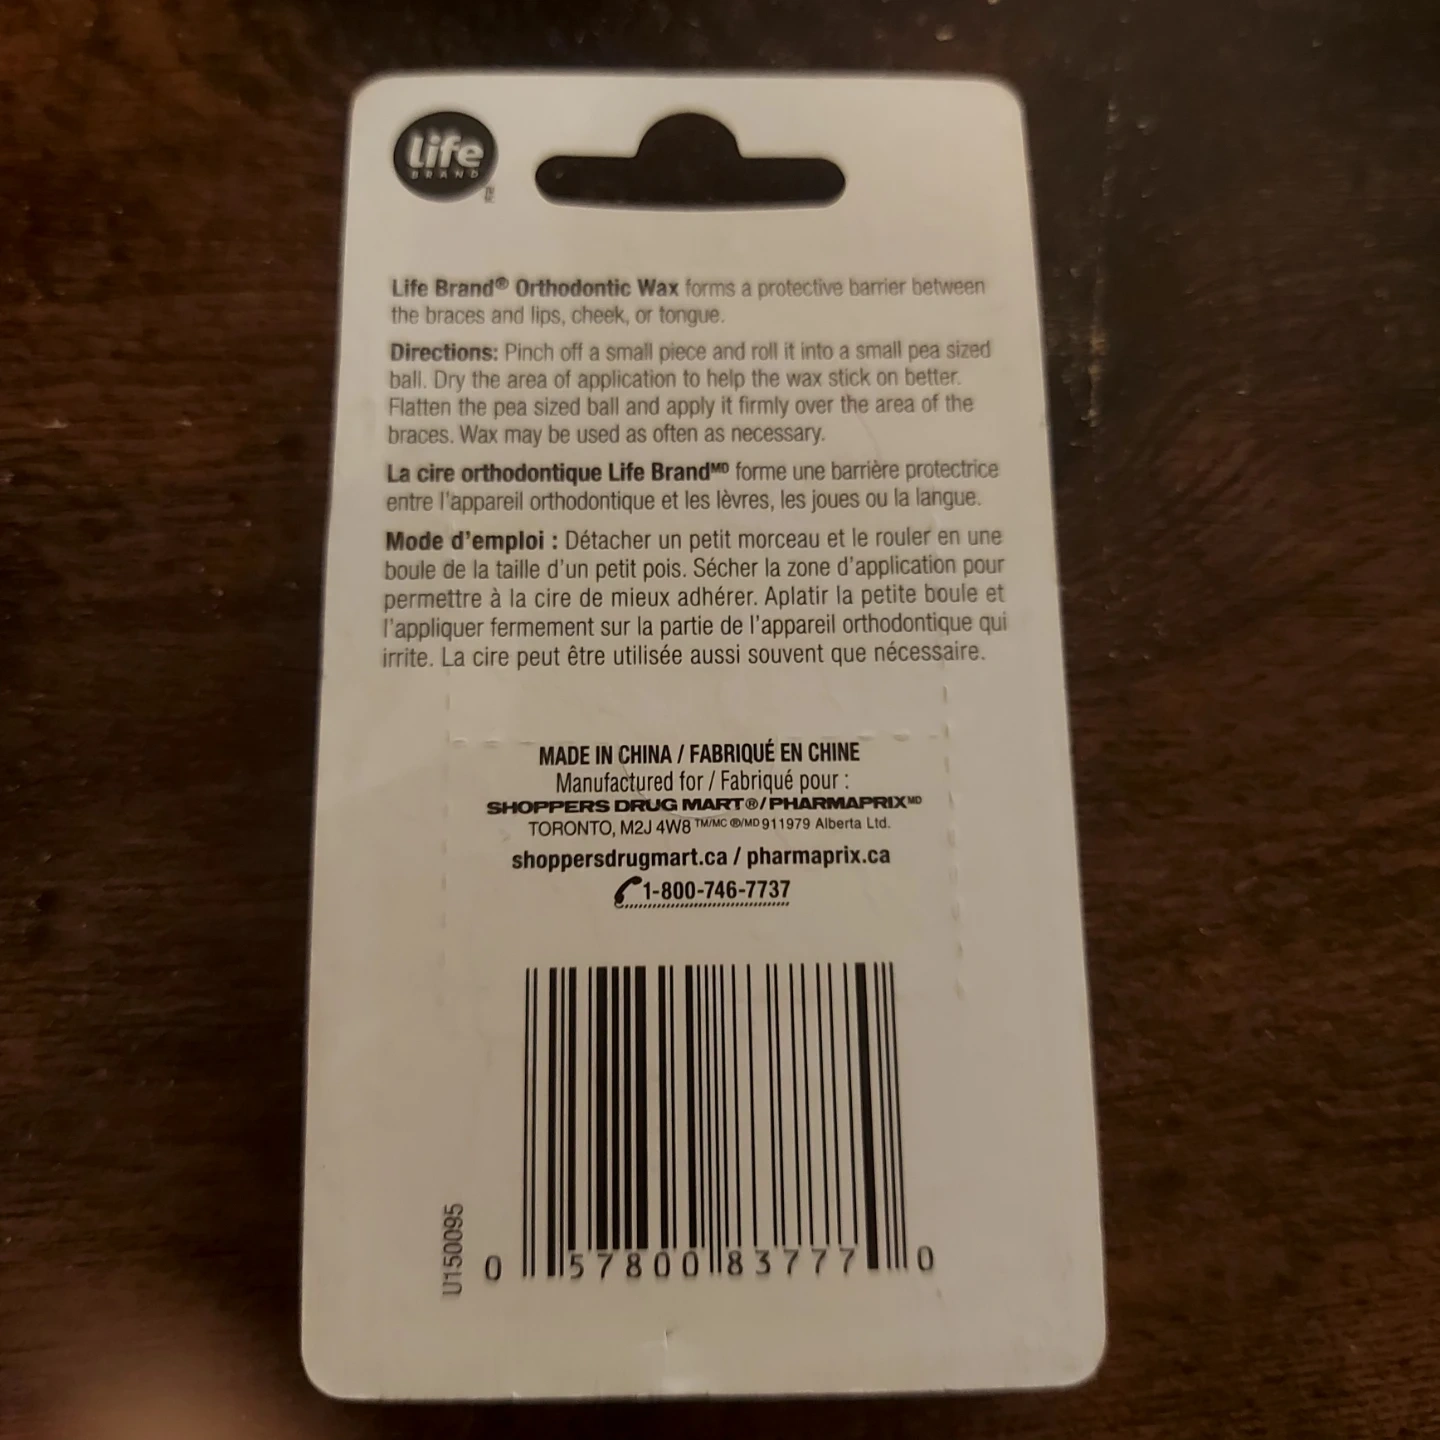 Life
BRAND
Life Brand® Orthodontic Wax forms a protective barrier between
the braces and lips, cheek, or tongue.
Directions: Pinch off a small piece and roll it into a small pea sized
ball. Dry the area of application to help the wax stick on better.
Flatten the pea sized ball and apply it firmly over the area of the
braces. Wax may be used as often as necessary.
La cire orthodontique Life Brandᴹᴰ forme une barrière protectrice
entre l'appareil orthodontique et les lèvres, les joues ou la langue.
Mode d'emploi : Détacher un petit morceau et le rouler en une
boule de la taille d'un petit pois. Sécher la zone d'application pour
permettre à la cire de mieux adhérer. Aplatir la petite boule et
l'appliquer fermement sur la partie de l'appareil orthodontique qui
irrite. La cire peut être utilisée aussi souvent que nécessaire.
MADE IN CHINA / FABRIQUÉ EN CHINE
Manufactured for / Fabriqué pour :
SHOPPERS DRUG MART®/PHARMAPRIXᴹᴰ
TORONTO, M2J 4W8 TM/MC ®/MD 911979 Alberta Ltd.
shoppersdrugmart.ca / pharmaprix.ca
1-800-746-7737
U150095
0 57800 83777 0